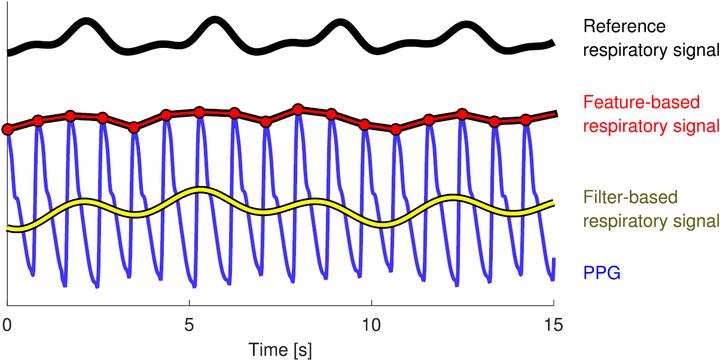 Reference
respiratory signal
Feature-based
respiratory signal
Filter-based
respiratory signal
PPG
0 5 10 15
Time [s]